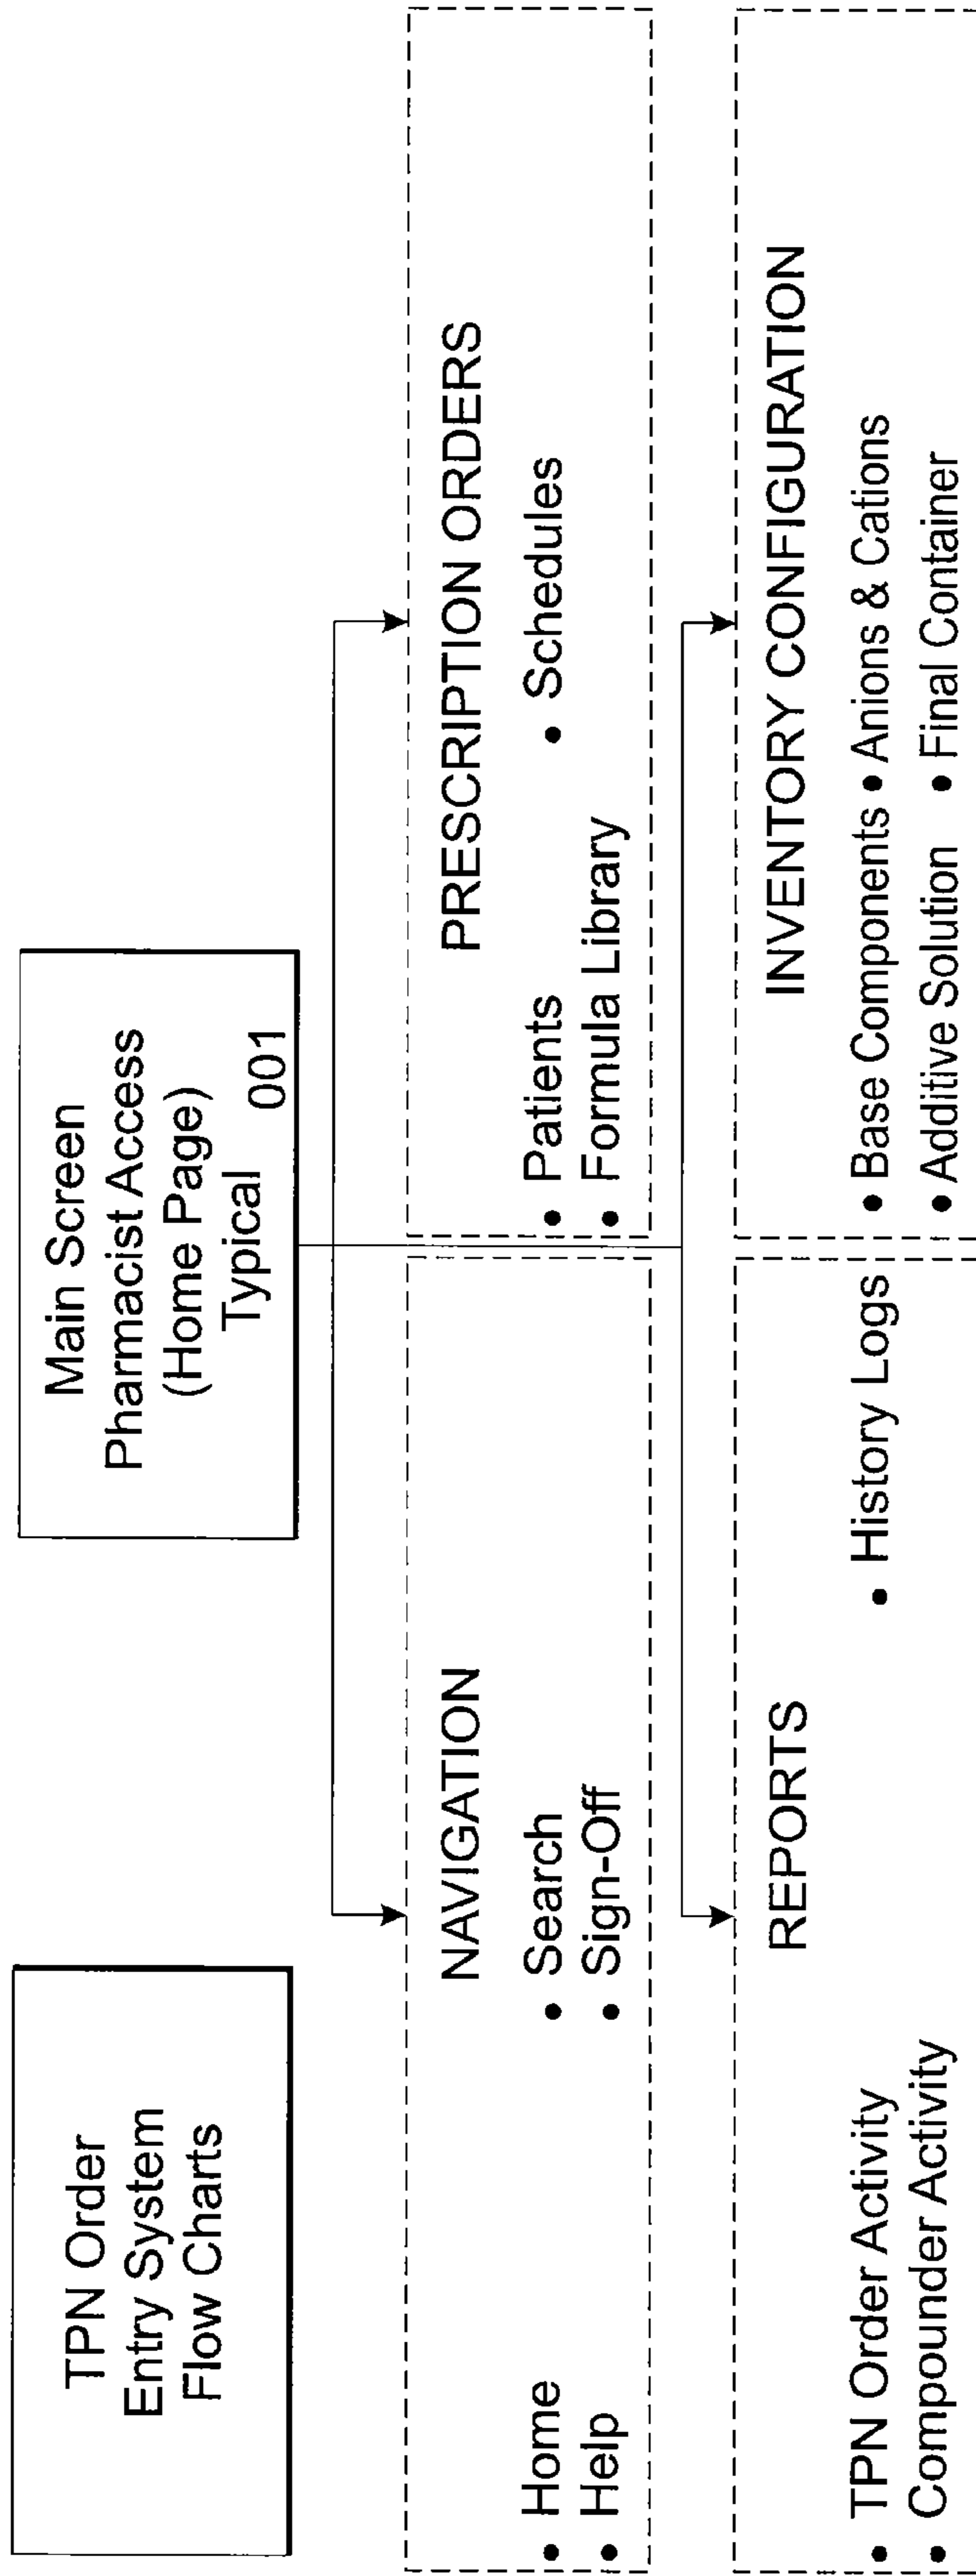 TPN Order
Entry System
Flow Charts
Main Screen
Pharmacist Access
(Home Page)
Typical 001
NAVIGATION
• Home • Search
• Help • Sign-Off
PRESCRIPTION ORDERS
• Patients • Schedules
• Formula Library
REPORTS
• TPN Order Activity • History Logs
• Compounder Activity
INVENTORY CONFIGURATION
• Base Components • Anions & Cations
• Additive Solution • Final Container